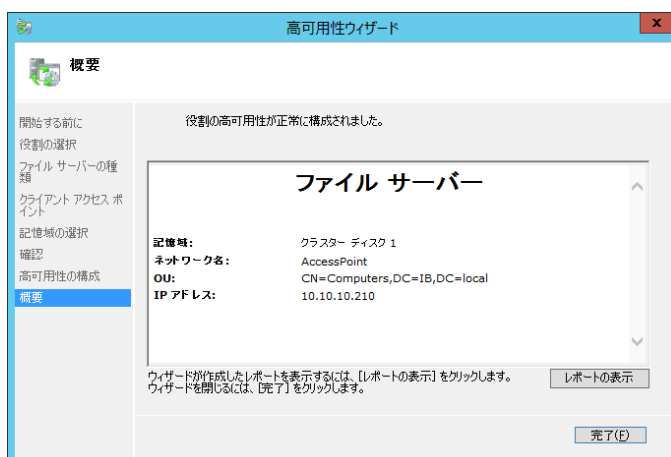 高可用性ウィザード
x
概要
開始する前に
役割の選択
ファイル サーバーの種
類
クライアント アクセス ポ
イント
記憶域の選択
確認
高可用性の構成
概要
役割の高可用性が正常に構成されました。
ファイル サーバー
記憶域: クラスター ディスク 1
ネットワーク名: AccessPoint
OU: CN=Computers,DC=IB,DC=local
IP アドレス: 10.10.10.210
ウィザードが作成したレポートを表示するには、[レポートの表示] をクリックします。
ウィザードを閉じるには、[完了] をクリックします。
レポートの表示
完了(F)